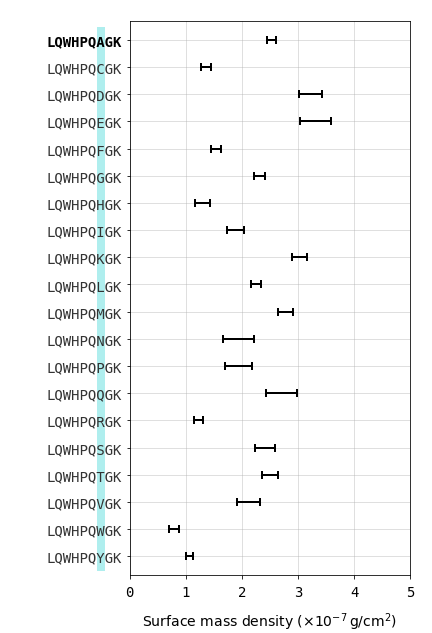 LQWHPQAGK
LQWHPQCGK
LQWHPQDGK
LQWHPQEGK
LQWHPQFGK
LQWHPQGGK
LQWHPQHGK
LQWHPQIGK
LQWHPQKGK
LQWHPQLGK
LQWHPQMGK
LQWHPQNGK
LQWHPQPGK
LQWHPQQGK
LQWHPQRGK
LQWHPQSGK
LQWHPQTGK
LQWHPQVGK
LQWHPQWGK
LQWHPQYGK
0 1 2 3 4 5
Surface mass density (×10⁻⁷ g/cm²)